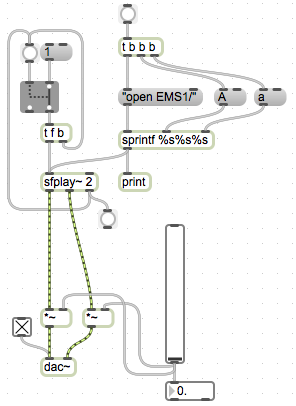 t b b b
1
"open EMS1/"
A
a
t f b
sprintf %s%s%s
sfplay~ 2
print
*~
*~
dac~
0.